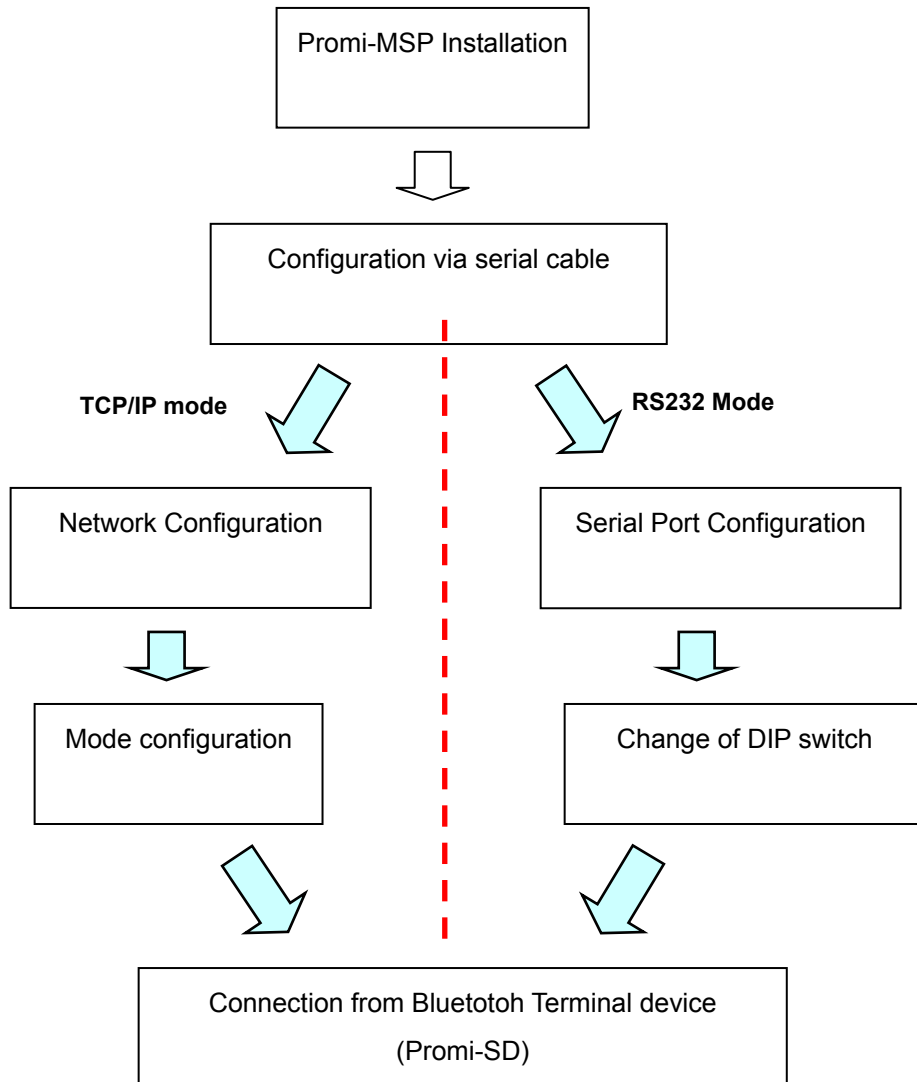 Promi-MSP Installation
Configuration via serial cable
TCP/IP mode
RS232 Mode
Network Configuration
Serial Port Configuration
Mode configuration
Change of DIP switch
Connection from Bluetotoh Terminal device
(Promi-SD)